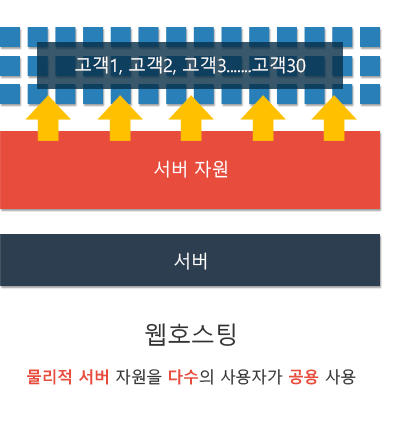 고객1, 고객2, 고객3.......고객30
서버 자원
서버
웹호스팅
물리적 서버 자원을 다수의 사용자가 공용 사용